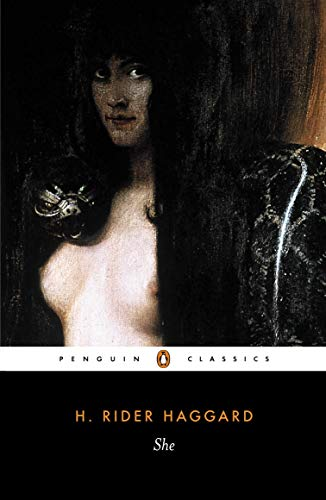 PENGUIN CLASSICS
H. RIDER HAGGARD
She